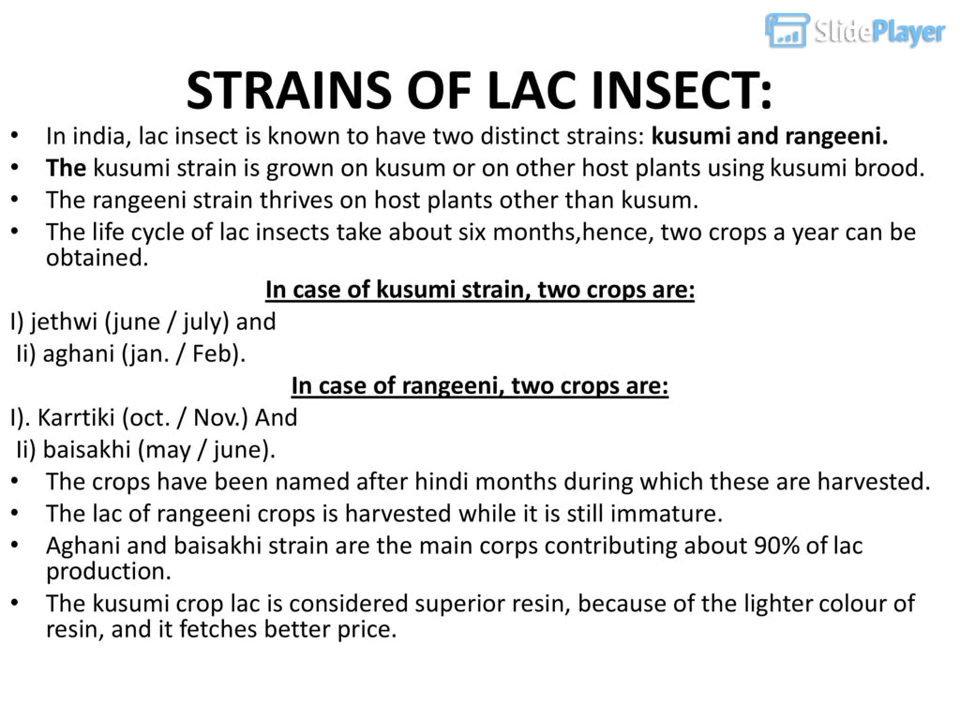 SlidePlayer
STRAINS OF LAC INSECT:
• In india, lac insect is known to have two distinct strains: kusumi and rangeeni.
• The kusumi strain is grown on kusum or on other host plants using kusumi brood.
• The rangeeni strain thrives on host plants other than kusum.
• The life cycle of lac insects take about six months,hence, two crops a year can be
obtained.
In case of kusumi strain, two crops are:
I) jethwi (june / july) and
Ii) aghani (jan. / Feb).
In case of rangeeni, two crops are:
I). Karrtiki (oct. / Nov.) And
Ii) baisakhi (may / june).
• The crops have been named after hindi months during which these are harvested.
• The lac of rangeeni crops is harvested while it is still immature.
• Aghani and baisakhi strain are the main corps contributing about 90% of lac
production.
• The kusumi crop lac is considered superior resin, because of the lighter colour of
resin, and it fetches better price.